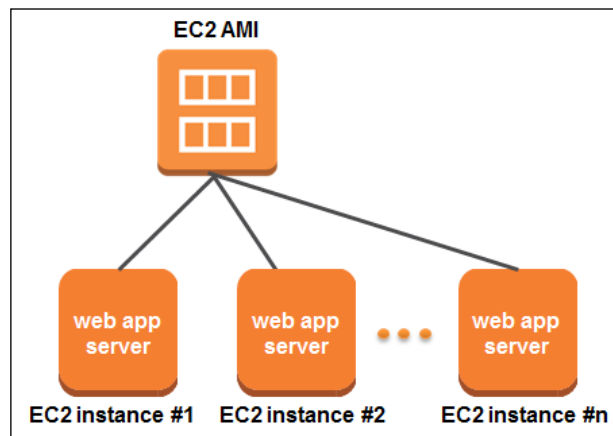 EC2 AMI
web app
server
web app
server
web app
server
EC2 instance #1
EC2 instance #2
EC2 instance #n